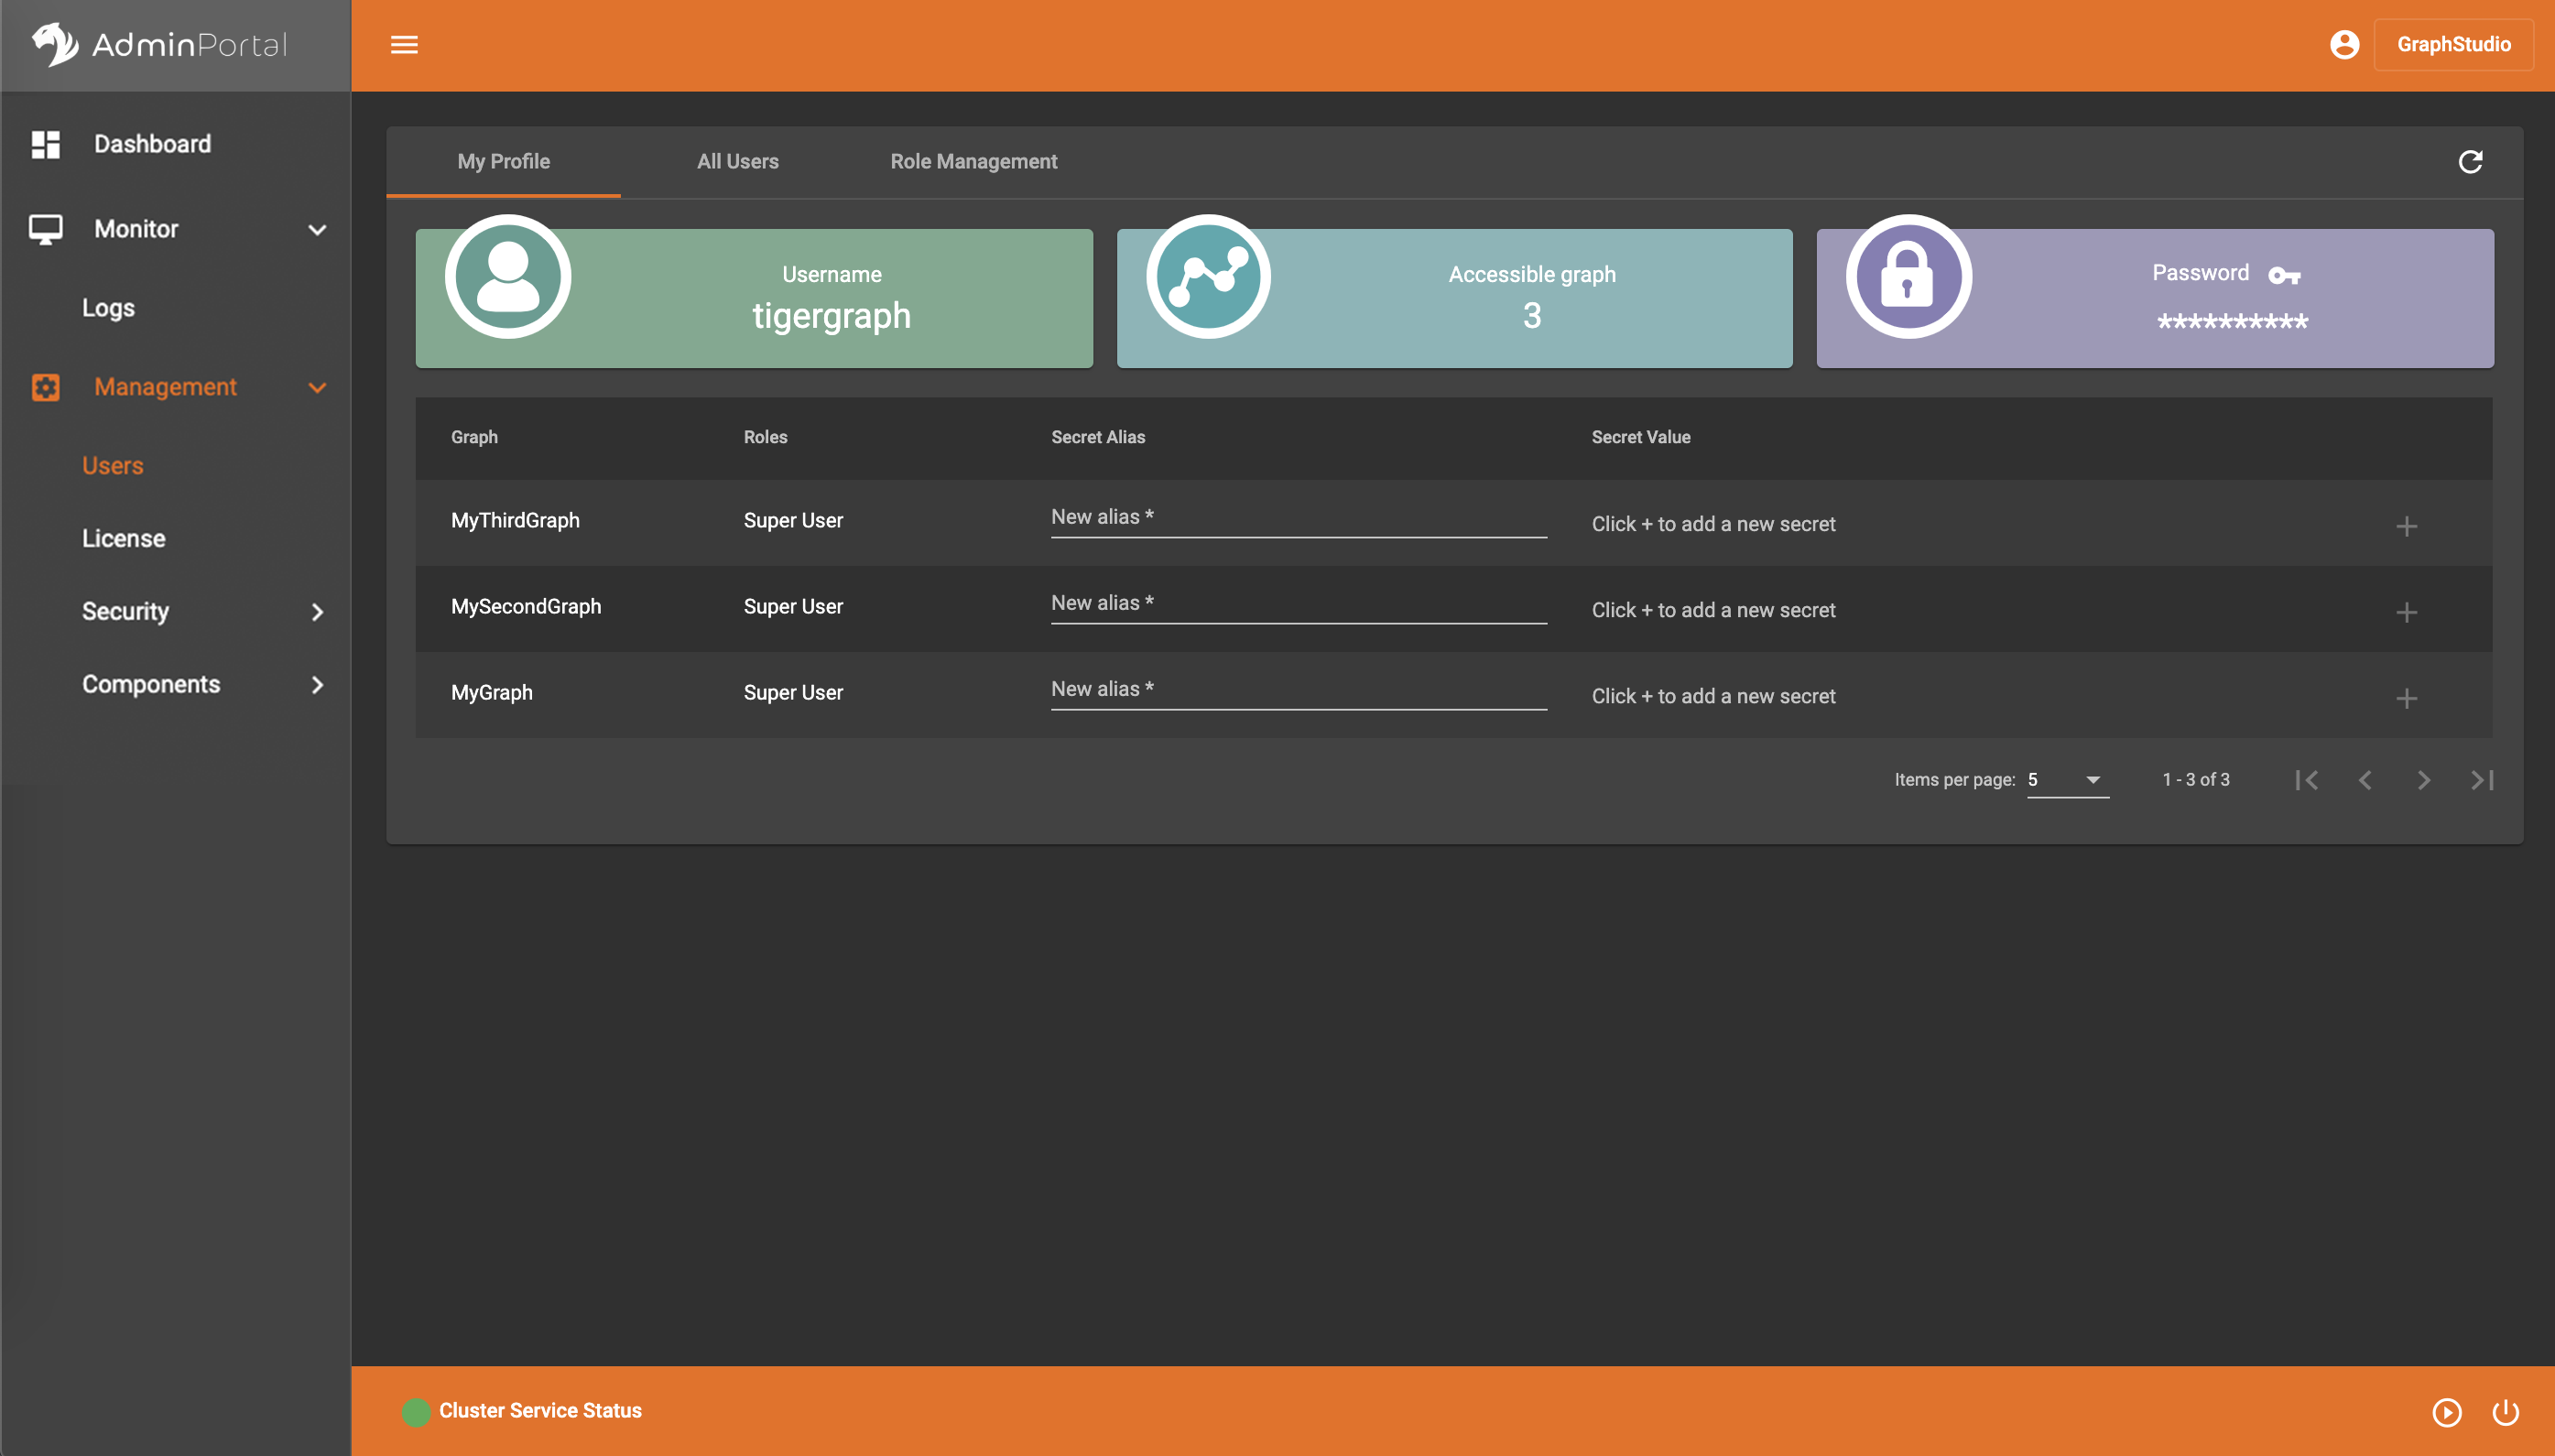 AdminPortal
GraphStudio
Dashboard
Monitor
Logs
Management
Users
License
Security
Components
My Profile All Users Role Management
Username
tigergraph
Accessible graph
3
Password
**********
Graph Roles Secret Alias Secret Value
MyThirdGraph Super User New alias * Click + to add a new secret
MySecondGraph Super User New alias * Click + to add a new secret
MyGraph Super User New alias * Click + to add a new secret
Items per page: 5 1 - 3 of 3
Cluster Service Status